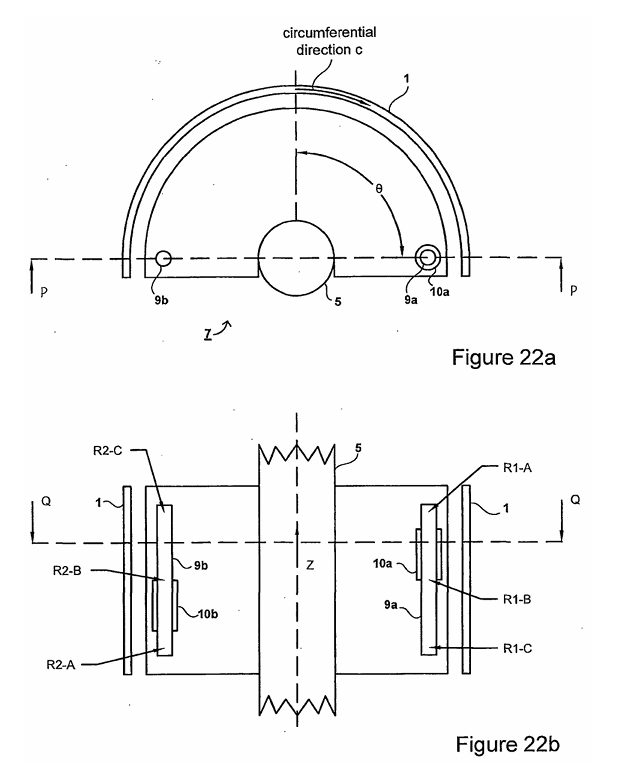 circumferential
direction c
1
θ
P
9b
5
9a
10a
P
7
Figure 22a
R2-C
5
R1-A
Q
1
1
Q
9b
10a
Z
R2-B
R1-B
10b
9a
R2-A
R1-C
Figure 22b